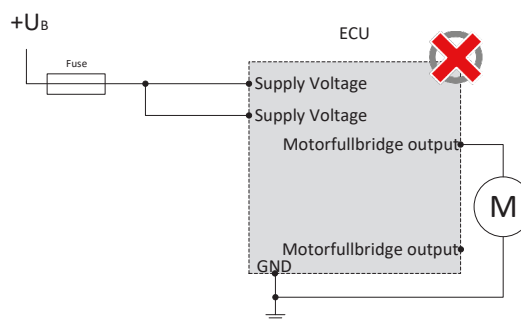 +UB
ECU
Fuse
Supply Voltage
Supply Voltage
Motorfullbridge output
M
Motorfullbridge output
GND